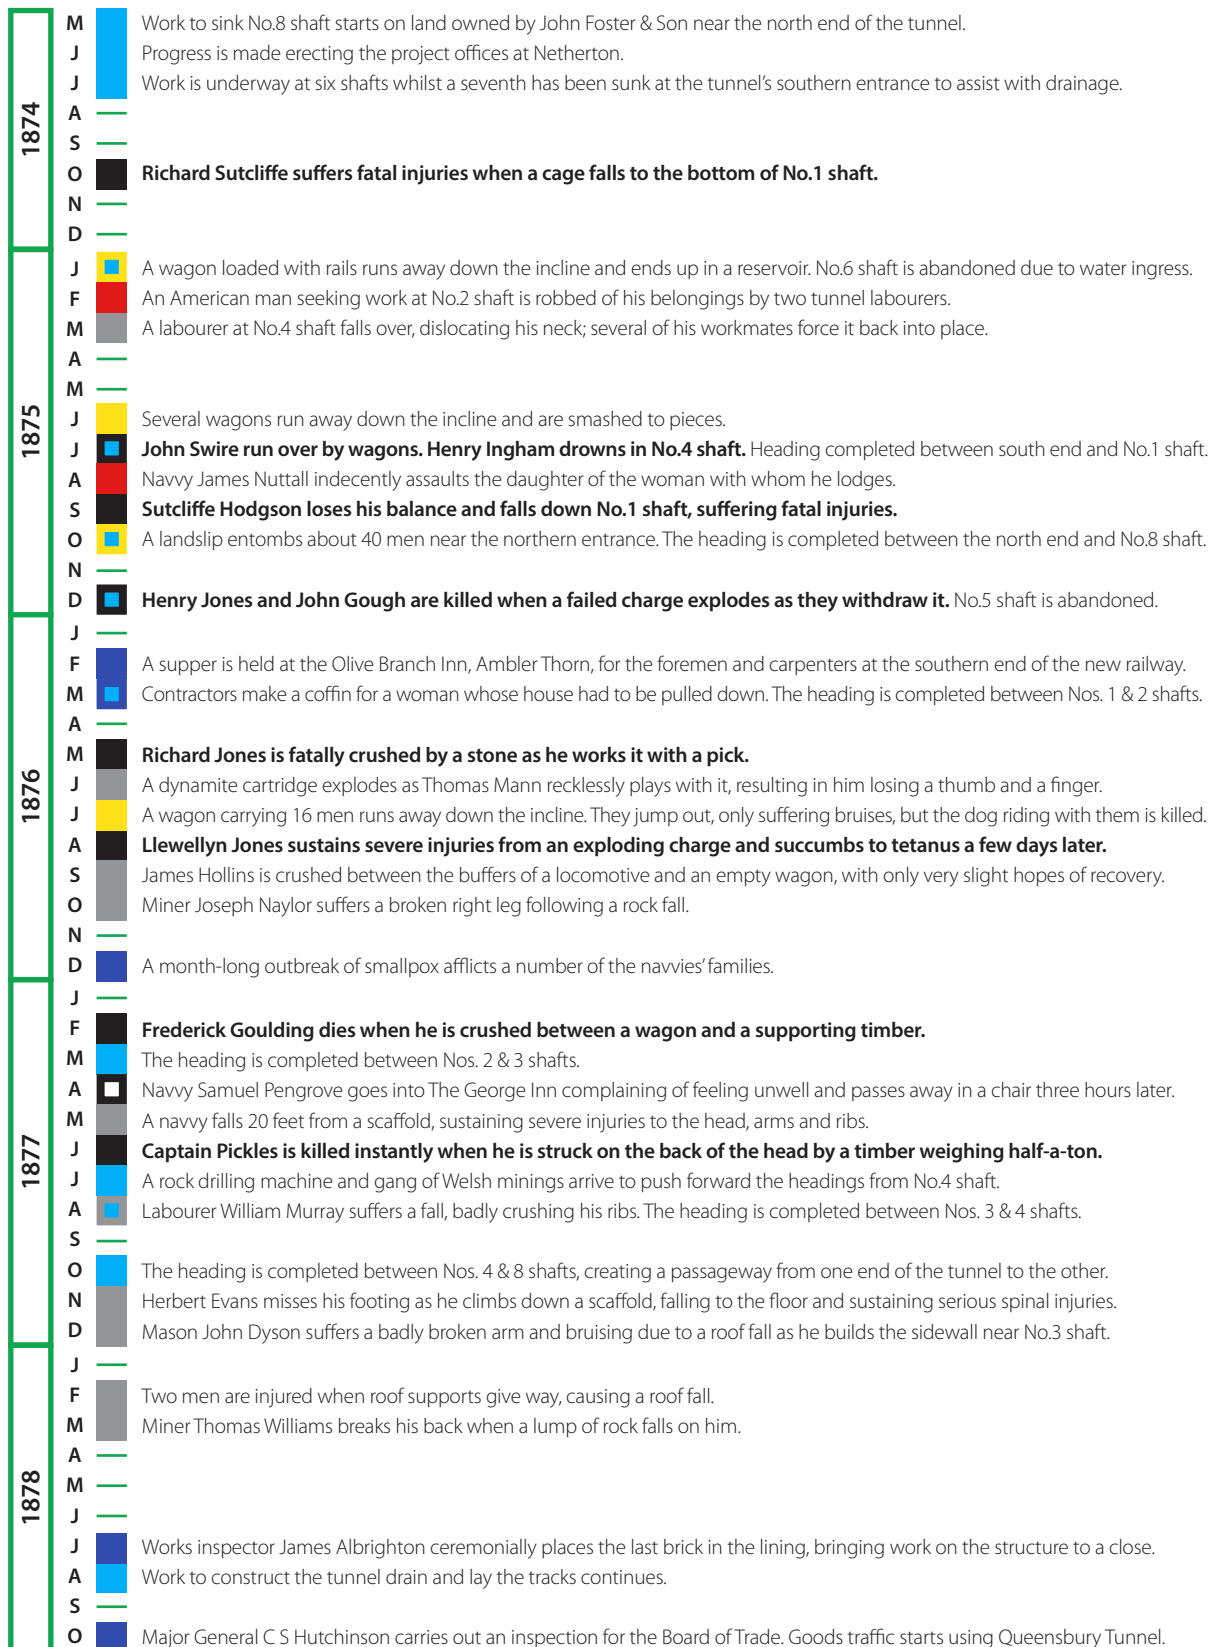 1874
M Work to sink No.8 shaft starts on land owned by John Foster & Son near the north end of the tunnel.
J Progress is made erecting the project offices at Netherton.
J Work is underway at six shafts whilst a seventh has been sunk at the tunnel's southern entrance to assist with drainage.
A
S
O Richard Sutcliffe suffers fatal injuries when a cage falls to the bottom of No.1 shaft.
N
D
1875
J A wagon loaded with rails runs away down the incline and ends up in a reservoir. No.6 shaft is abandoned due to water ingress.
F An American man seeking work at No.2 shaft is robbed of his belongings by two tunnel labourers.
M A labourer at No.4 shaft falls over, dislocating his neck; several of his workmates force it back into place.
A
M
J Several wagons run away down the incline and are smashed to pieces.
J John Swire run over by wagons. Henry Ingham drowns in No.4 shaft. Heading completed between south end and No.1 shaft.
A Navvy James Nuttall indecently assaults the daughter of the woman with whom he lodges.
S Sutcliffe Hodgson loses his balance and falls down No.1 shaft, suffering fatal injuries.
O A landslip entombs about 40 men near the northern entrance. The heading is completed between the north end and No.8 shaft.
N
D Henry Jones and John Gough are killed when a failed charge explodes as they withdraw it. No.5 shaft is abandoned.
1876
J
F A supper is held at the Olive Branch Inn, Ambler Thorn, for the foremen and carpenters at the southern end of the new railway.
M Contractors make a coffin for a woman whose house had to be pulled down. The heading is completed between Nos. 1 & 2 shafts.
A
M Richard Jones is fatally crushed by a stone as he works it with a pick.
J A dynamite cartridge explodes as Thomas Mann recklessly plays with it, resulting in him losing a thumb and a finger.
J A wagon carrying 16 men runs away down the incline. They jump out, only suffering bruises, but the dog riding with them is killed.
A Llewellyn Jones sustains severe injuries from an exploding charge and succumbs to tetanus a few days later.
S James Hollins is crushed between the buffers of a locomotive and an empty wagon, with only very slight hopes of recovery.
O Miner Joseph Naylor suffers a broken right leg following a rock fall.
N
D A month-long outbreak of smallpox afflicts a number of the navvies' families.
1877
J
F Frederick Goulding dies when he is crushed between a wagon and a supporting timber.
M The heading is completed between Nos. 2 & 3 shafts.
A Navvy Samuel Pengrove goes into The George Inn complaining of feeling unwell and passes away in a chair three hours later.
M A navvy falls 20 feet from a scaffold, sustaining severe injuries to the head, arms and ribs.
J Captain Pickles is killed instantly when he is struck on the back of the head by a timber weighing half-a-ton.
J A rock drilling machine and gang of Welsh minings arrive to push forward the headings from No.4 shaft.
A Labourer William Murray suffers a fall, badly crushing his ribs. The heading is completed between Nos. 3 & 4 shafts.
S
O The heading is completed between Nos. 4 & 8 shafts, creating a passageway from one end of the tunnel to the other.
N Herbert Evans misses his footing as he climbs down a scaffold, falling to the floor and sustaining serious spinal injuries.
D Mason John Dyson suffers a badly broken arm and bruising due to a roof fall as he builds the sidewall near No.3 shaft.
1878
J
F Two men are injured when roof supports give way, causing a roof fall.
M Miner Thomas Williams breaks his back when a lump of rock falls on him.
A
M
J
J Works inspector James Albrighton ceremonially places the last brick in the lining, bringing work on the structure to a close.
A Work to construct the tunnel drain and lay the tracks continues.
S
O Major General C S Hutchinson carries out an inspection for the Board of Trade. Goods traffic starts using Queensbury Tunnel.